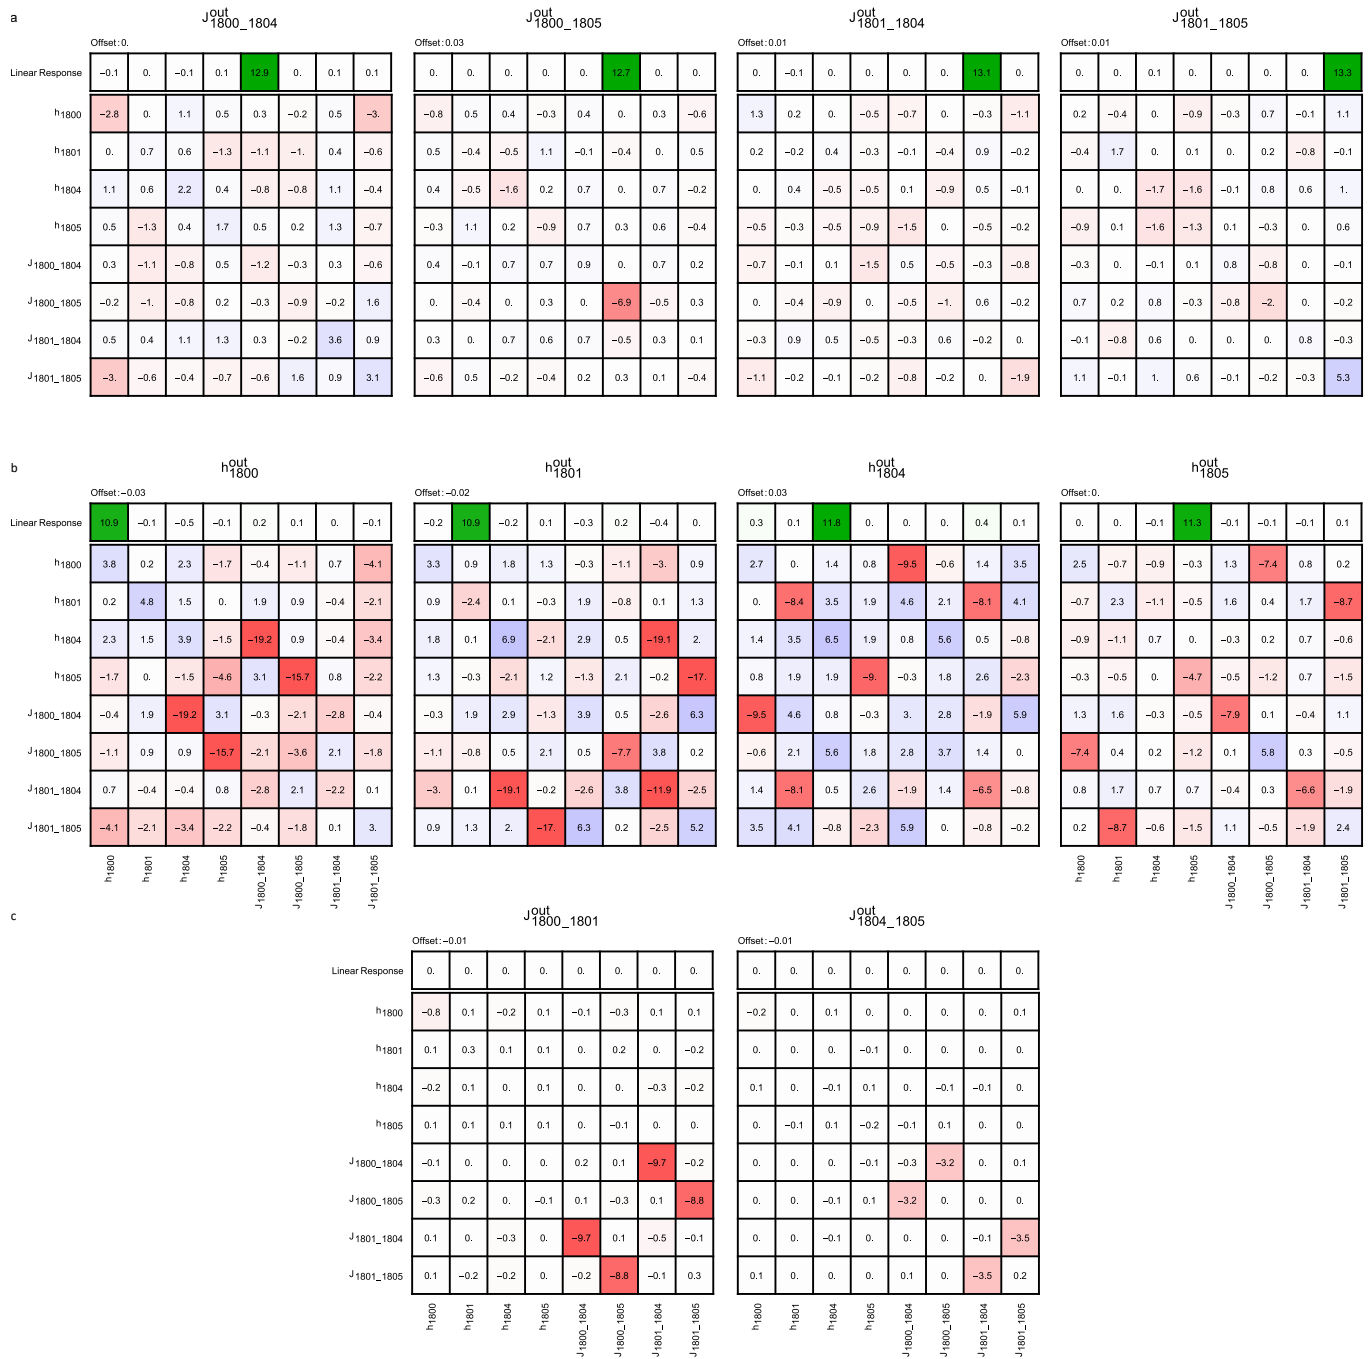 a
J^out_1800_1804 J^out_1800_1805 J^out_1801_1804 J^out_1801_1805
Offset:0. Offset:0.03 Offset:0.01 Offset:0.01
Linear Response −0.1 0. −0.1 0.1 12.9 0. 0.1 0.1 0. 0. 0. 0. 0. 12.7 0. 0. 0. −0.1 0. 0. 0. 0. 13.1 0. 0. 0. 0.1 0. 0. 0. 0. 13.3
h1800 −2.8 0. 1.1 0.5 0.3 −0.2 0.5 −3. −0.8 0.5 0.4 −0.3 0.4 0. 0.3 −0.6 1.3 0.2 0. −0.5 −0.7 0. −0.3 −1.1 0.2 −0.4 0. −0.9 −0.3 0.7 −0.1 1.1
h1801 0. 0.7 0.6 −1.3 −1.1 −1. 0.4 −0.6 0.5 −0.4 −0.5 1.1 −0.1 −0.4 0. 0.5 0.2 −0.2 0.4 −0.3 −0.1 −0.4 0.9 −0.2 −0.4 1.7 0. 0.1 0. 0.2 −0.8 −0.1
h1804 1.1 0.6 2.2 0.4 −0.8 −0.8 1.1 −0.4 0.4 −0.5 −1.6 0.2 0.7 0. 0.7 −0.2 0. 0.4 −0.5 −0.5 0.1 −0.9 0.5 −0.1 0. 0. −1.7 −1.6 −0.1 0.8 0.6 1.
h1805 0.5 −1.3 0.4 1.7 0.5 0.2 1.3 −0.7 −0.3 1.1 0.2 −0.9 0.7 0.3 0.6 −0.4 −0.5 −0.3 −0.5 −0.9 −1.5 0. −0.5 −0.2 −0.9 0.1 −1.6 −1.3 0.1 −0.3 0. 0.6
J1800_1804 0.3 −1.1 −0.8 0.5 −1.2 −0.3 0.3 −0.6 0.4 −0.1 0.7 0.7 0.9 0. 0.7 0.2 −0.7 −0.1 0.1 −1.5 0.5 −0.5 −0.3 −0.8 −0.3 0. −0.1 0.1 0.8 −0.8 0. −0.1
J1800_1805 −0.2 −1. −0.8 0.2 −0.3 −0.9 −0.2 1.6 0. −0.4 0. 0.3 0. −6.9 −0.5 0.3 0. −0.4 −0.9 0. −0.5 −1. 0.6 −0.2 0.7 0.2 0.8 −0.3 −0.8 −2. 0. −0.2
J1801_1804 0.5 0.4 1.1 1.3 0.3 −0.2 3.6 0.9 0.3 0. 0.7 0.6 0.7 −0.5 0.3 0.1 −0.3 0.9 0.5 −0.5 −0.3 0.6 −0.2 0. −0.1 −0.8 0.6 0. 0. 0. 0.8 −0.3
J1801_1805 −3. −0.6 −0.4 −0.7 −0.6 1.6 0.9 3.1 −0.6 0.5 −0.2 −0.4 0.2 0.3 0.1 −0.4 −1.1 −0.2 −0.1 −0.2 −0.8 −0.2 0. −1.9 1.1 −0.1 1. 0.6 −0.1 −0.2 −0.3 5.3
b
h^out_1800 h^out_1801 h^out_1804 h^out_1805
Offset:−0.03 Offset:−0.02 Offset:0.03 Offset:0.
Linear Response 10.9 −0.1 −0.5 −0.1 0.2 0.1 0. −0.1 −0.2 10.9 −0.2 0.1 −0.3 0.2 −0.4 0. 0.3 0.1 11.8 0. 0. 0. 0.4 0.1 0. 0. −0.1 11.3 −0.1 −0.1 −0.1 0.1
h1800 3.8 0.2 2.3 −1.7 −0.4 −1.1 0.7 −4.1 3.3 0.9 1.8 1.3 −0.3 −1.1 −3. 0.9 2.7 0. 1.4 0.8 −9.5 −0.6 1.4 3.5 2.5 −0.7 −0.9 −0.3 1.3 −7.4 0.8 0.2
h1801 0.2 4.8 1.5 0. 1.9 0.9 −0.4 −2.1 0.9 −2.4 0.1 −0.3 1.9 −0.8 0.1 1.3 0. −8.4 3.5 1.9 4.6 2.1 −8.1 4.1 −0.7 2.3 −1.1 −0.5 1.6 0.4 1.7 −8.7
h1804 2.3 1.5 3.9 −1.5 −19.2 0.9 −0.4 −3.4 1.8 0.1 6.9 −2.1 2.9 0.5 −19.1 2. 1.4 3.5 6.5 1.9 0.8 5.6 0.5 −0.8 −0.9 −1.1 0.7 0. −0.3 0.2 0.7 −0.6
h1805 −1.7 0. −1.5 −4.6 3.1 −15.7 0.8 −2.2 1.3 −0.3 −2.1 1.2 −1.3 2.1 −0.2 −17. 0.8 1.9 1.9 −9. −0.3 1.8 2.6 −2.3 −0.3 −0.5 0. −4.7 −0.5 −1.2 0.7 −1.5
J1800_1804 −0.4 1.9 −19.2 3.1 −0.3 −2.1 −2.8 −0.4 −0.3 1.9 2.9 −1.3 3.9 0.5 −2.6 6.3 −9.5 4.6 0.8 −0.3 3. 2.8 −1.9 5.9 1.3 1.6 −0.3 −0.5 −7.9 0.1 −0.4 1.1
J1800_1805 −1.1 0.9 0.9 −15.7 −2.1 −3.6 2.1 −1.8 −1.1 −0.8 0.5 2.1 0.5 −7.7 3.8 0.2 −0.6 2.1 5.6 1.8 2.8 3.7 1.4 0. −7.4 0.4 0.2 −1.2 0.1 5.8 0.3 −0.5
J1801_1804 0.7 −0.4 −0.4 0.8 −2.8 2.1 −2.2 0.1 −3. 0.1 −19.1 −0.2 −2.6 3.8 −11.9 −2.5 1.4 −8.1 0.5 2.6 −1.9 1.4 −6.5 −0.8 0.8 1.7 0.7 0.7 −0.4 0.3 −6.6 −1.9
J1801_1805 −4.1 −2.1 −3.4 −2.2 −0.4 −1.8 0.1 3. 0.9 1.3 2. −17. 6.3 0.2 −2.5 5.2 3.5 4.1 −0.8 −2.3 5.9 0. −0.8 −0.2 0.2 −8.7 −0.6 −1.5 1.1 −0.5 −1.9 2.4
h1800 h1801 h1804 h1805 J1800_1804 J1800_1805 J1801_1804 J1801_1805 h1800 h1801 h1804 h1805 J1800_1804 J1800_1805 J1801_1804 J1801_1805
c
J^out_1800_1801 J^out_1804_1805
Offset:−0.01 Offset:−0.01
Linear Response 0. 0. 0. 0. 0. 0. 0. 0. 0. 0. 0. 0. 0. 0. 0. 0.
h1800 −0.8 0.1 −0.2 0.1 −0.1 −0.3 0.1 0.1 −0.2 0. 0.1 0. 0. 0. 0. 0.1
h1801 0.1 0.3 0.1 0.1 0. 0.2 0. −0.2 0. 0. 0. −0.1 0. 0. 0. 0.
h1804 −0.2 0.1 0. 0.1 0. 0. −0.3 −0.2 0.1 0. −0.1 0.1 0. −0.1 −0.1 0.
h1805 0.1 0.1 0.1 0.1 0. −0.1 0. 0. 0. −0.1 0.1 −0.2 −0.1 0.1 0. 0.
J1800_1804 −0.1 0. 0. 0. 0.2 0.1 −9.7 −0.2 0. 0. 0. −0.1 −0.3 −3.2 0. 0.1
J1800_1805 −0.3 0.2 0. −0.1 0.1 −0.3 0.1 −8.8 0. 0. −0.1 0.1 −3.2 0. 0. 0.
J1801_1804 0.1 0. −0.3 0. −9.7 0.1 −0.5 −0.1 0. 0. −0.1 0. 0. 0. −0.1 −3.5
J1801_1805 0.1 −0.2 −0.2 0. −0.2 −8.8 −0.1 0.3 0.1 0. 0. 0. 0.1 0. −3.5 0.2
h1800 h1801 h1804 h1805 J1800_1804 J1800_1805 J1801_1804 J1801_1805 h1800 h1801 h1804 h1805 J1800_1804 J1800_1805 J1801_1804 J1801_1805